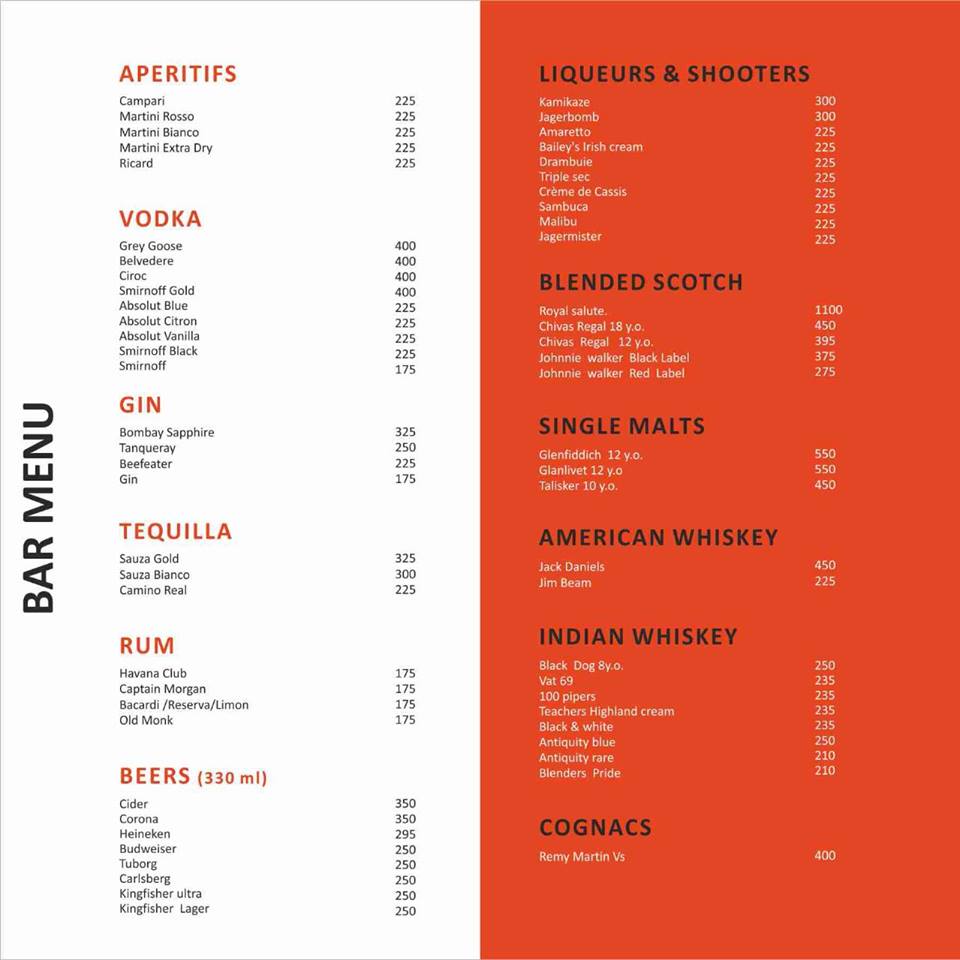 BAR MENU
APERITIFS
Campari 225
Martini Rosso 225
Martini Bianco 225
Martini Extra Dry 225
Ricard 225
VODKA
Grey Goose 400
Belvedere 400
Ciroc 400
Smirnoff Gold 400
Absolut Blue 225
Absolut Citron 225
Absolut Vanilla 225
Smirnoff Black 225
Smirnoff 175
GIN
Bombay Sapphire 325
Tanqueray 250
Beefeater 225
Gin 175
TEQUILLA
Sauza Gold 325
Sauza Bianco 300
Camino Real 225
RUM
Havana Club 175
Captain Morgan 175
Bacardi /Reserva/Limon 175
Old Monk 175
BEERS (330 ml)
Cider 350
Corona 350
Heineken 295
Budweiser 250
Tuborg 250
Carlsberg 250
Kingfisher ultra 250
Kingfisher Lager 250
LIQUEURS & SHOOTERS
Kamikaze 300
Jagerbomb 300
Amaretto 225
Bailey's Irish cream 225
Drambuie 225
Triple sec 225
Crème de Cassis 225
Sambuca 225
Malibu 225
Jagermister 225
BLENDED SCOTCH
Royal salute. 1100
Chivas Regal 18 y.o. 450
Chivas Regal 12 y.o. 395
Johnnie walker Black Label 375
Johnnie walker Red Label 275
SINGLE MALTS
Glenfiddich 12 y.o. 550
Glanlivet 12 y.o 550
Talisker 10 y.o. 450
AMERICAN WHISKEY
Jack Daniels 450
Jim Beam 225
INDIAN WHISKEY
Black Dog 8y.o. 250
Vat 69 235
100 pipers 235
Teachers Highland cream 235
Black & white 235
Antiquity blue 250
Antiquity rare 210
Blenders Pride 210
COGNACS
Remy Martin Vs 400